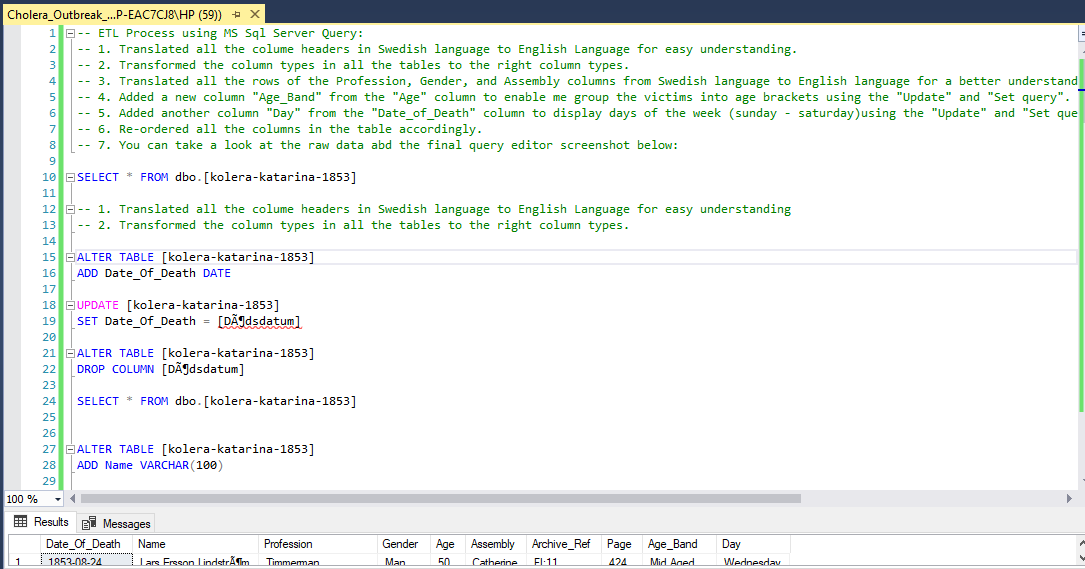 Cholera_Outbreak_...P-EAC7CJ8\HP (59))
1 -- ETL Process using MS Sql Server Query:
2 -- 1. Translated all the colume headers in Swedish language to English Language for easy understanding.
3 -- 2. Transformed the column types in all the tables to the right column types.
4 -- 3. Translated all the rows of the Profession, Gender, and Assembly columns from Swedish language to English language for a better understand
5 -- 4. Added a new column "Age_Band" from the "Age" column to enable me group the victims into age brackets using the "Update" and "Set query".
6 -- 5. Added another column "Day" from the "Date_of_Death" column to display days of the week (sunday - saturday)using the "Update" and "Set que
7 -- 6. Re-ordered all the columns in the table accordingly.
8 -- 7. You can take a look at the raw data abd the final query editor screenshot below:
9
10 SELECT * FROM dbo.[kolera-katarina-1853]
11
12 -- 1. Translated all the colume headers in Swedish language to English Language for easy understanding
13 -- 2. Transformed the column types in all the tables to the right column types.
14
15 ALTER TABLE [kolera-katarina-1853]
16 ADD Date_Of_Death DATE
17
18 UPDATE [kolera-katarina-1853]
19 SET Date_Of_Death = [DÃ¶dsdatum]
20
21 ALTER TABLE [kolera-katarina-1853]
22 DROP COLUMN [DÃ¶dsdatum]
23
24 SELECT * FROM dbo.[kolera-katarina-1853]
25
26
27 ALTER TABLE [kolera-katarina-1853]
28 ADD Name VARCHAR(100)
29
100 %
Results Messages
Date_Of_Death Name Profession Gender Age Assembly Archive_Ref Page Age_Band Day
1 1853-08-24 Lars Ersson LindstrÃ¶m Timmerman Man 50 Catherine EI:11 424 Mid Aged Wednesday